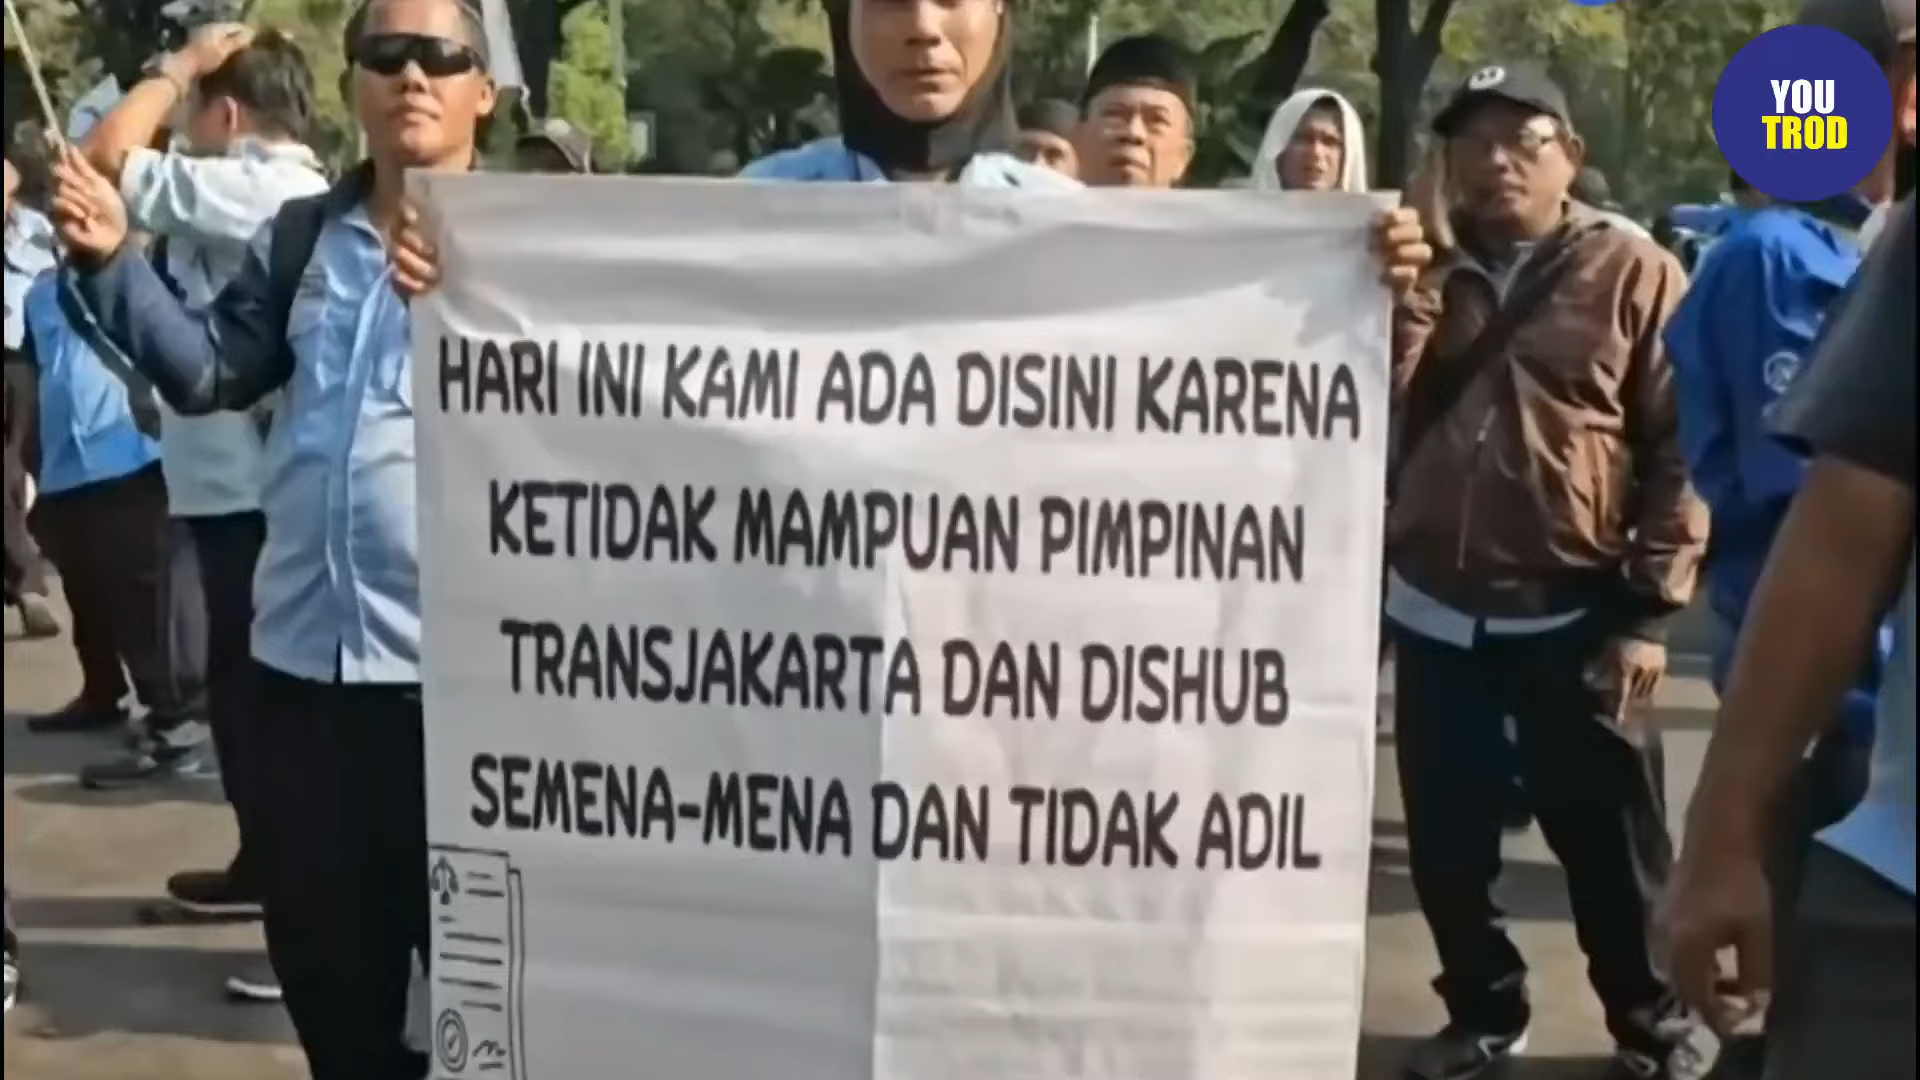 YOU
TROD
HARI INI KAMI ADA DISINI KARENA
KETIDAK MAMPUAN PIMPINAN
TRANSJAKARTA DAN DISHUB
SEMENA-MENA DAN TIDAK ADIL